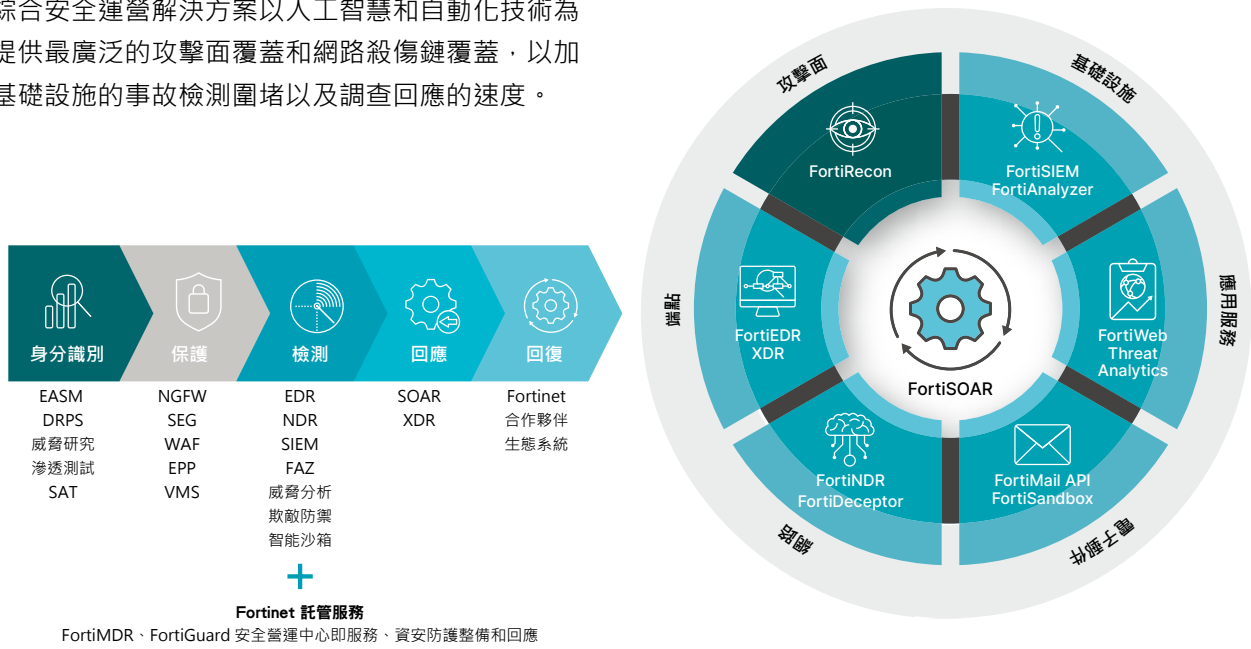 綜合安全運營解決方案以人工智慧和自動化技術為
提供最廣泛的攻擊面覆蓋和網路殺傷鏈覆蓋，以加
基礎設施的事故檢測圍堵以及調查回應的速度。
身分識別
EASM
DRPS
威脅研究
滲透測試
SAT
保護
NGFW
SEG
WAF
EPP
VMS
檢測
EDR
NDR
SIEM
FAZ
威脅分析
欺敵防禦
智能沙箱
回應
SOAR
XDR
回復
Fortinet
合作夥伴
生態系統
+
Fortinet 託管服務
FortiMDR、FortiGuard 安全營運中心即服務、資安防護整備和回應
攻擊面
FortiRecon
基礎設施
FortiSIEM
FortiAnalyzer
應用服務
FortiWeb
Threat
Analytics
電子郵件
FortiMail API
FortiSandbox
網路
FortiNDR
FortiDeceptor
端點
FortiEDR
XDR
FortiSOAR